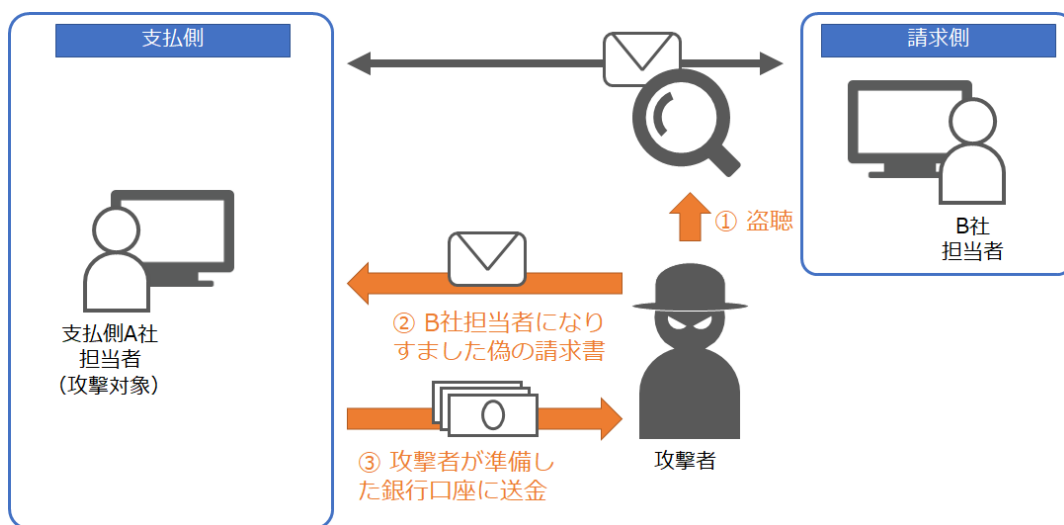 支払側
請求側
① 盗聴
B社
担当者
② B社担当者になり
すました偽の請求書
支払側A社
担当者
（攻撃対象）
③ 攻撃者が準備し
た銀行口座に送金
攻撃者